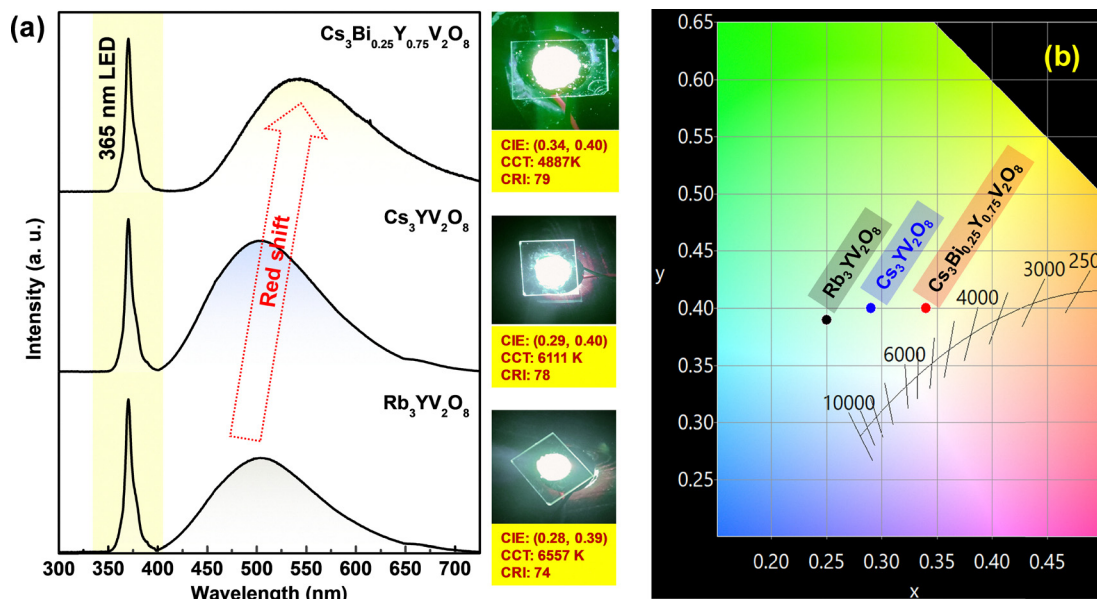 (a)
365 nm LED
Cs₃Bi₀.₂₅Y₀.₇₅V₂O₈
CIE: (0.34, 0.40)
CCT: 4887K
CRI: 79
Cs₃YV₂O₈
Red shift
CIE: (0.29, 0.40)
CCT: 6111 K
CRI: 78
Rb₃YV₂O₈
CIE: (0.28, 0.39)
CCT: 6557 K
CRI: 74
Intensity (a. u.)
300 350 400 450 500 550 600 650 700
Wavelength (nm)
(b)
0.65
0.60
0.55
0.50
0.45
0.40
0.35
0.30
0.25
y
Rb₃YV₂O₈
Cs₃YV₂O₈
Cs₃Bi₀.₂₅Y₀.₇₅V₂O₈
250
3000
4000
6000
10000
0.20 0.25 0.30 0.35 0.40 0.45
x